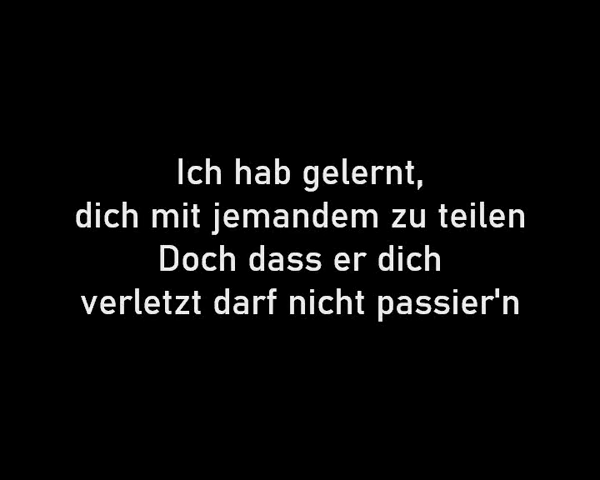 Ich hab gelernt,
dich mit jemandem zu teilen
Doch dass er dich
verletzt darf nicht passier'n